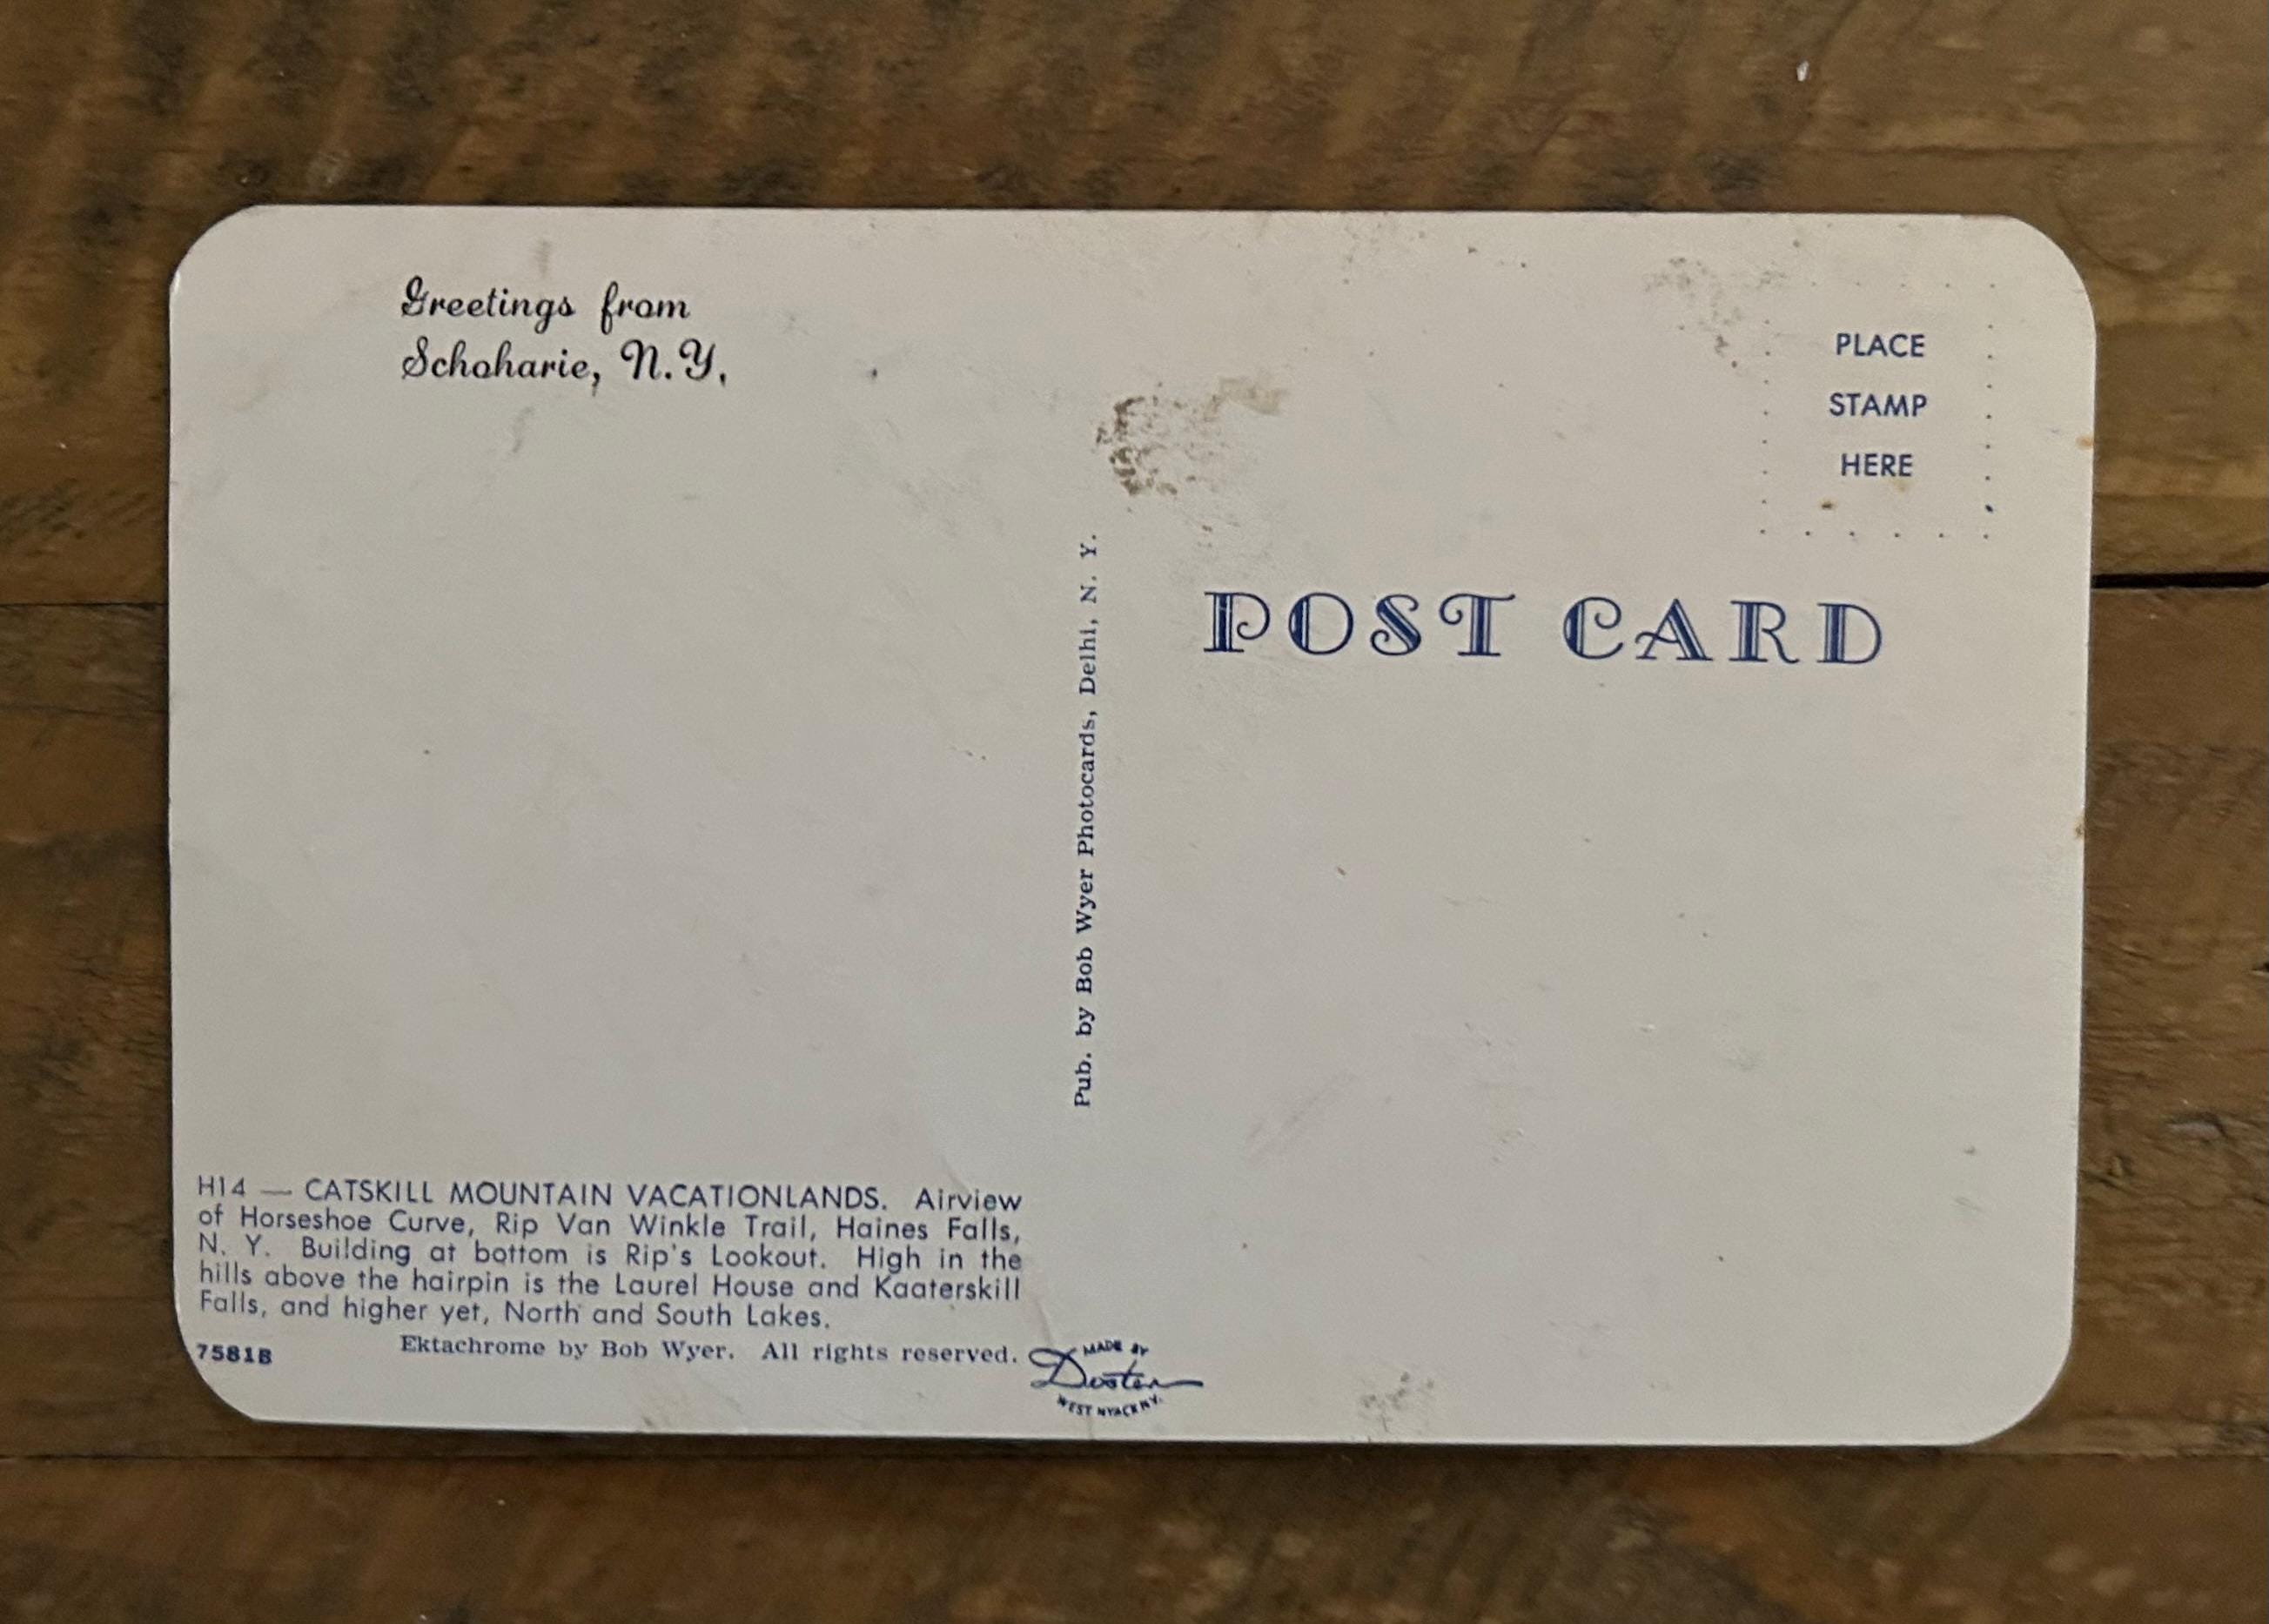 Greetings from
Schoharie, N.Y.
PLACE
STAMP
HERE
POST CARD
Pub. by Bob Wyer Photocards, Delhi, N. Y.
H14 — CATSKILL MOUNTAIN VACATIONLANDS. Airview
of Horseshoe Curve, Rip Van Winkle Trail, Haines Falls,
N. Y. Building at bottom is Rip's Lookout. High in the
hills above the hairpin is the Laurel House and Kaaterskill
Falls, and higher yet, North and South Lakes.
7581B
Ektachrome by Bob Wyer. All rights reserved.
MADE BY
Dexter
WEST NYACK N.Y.